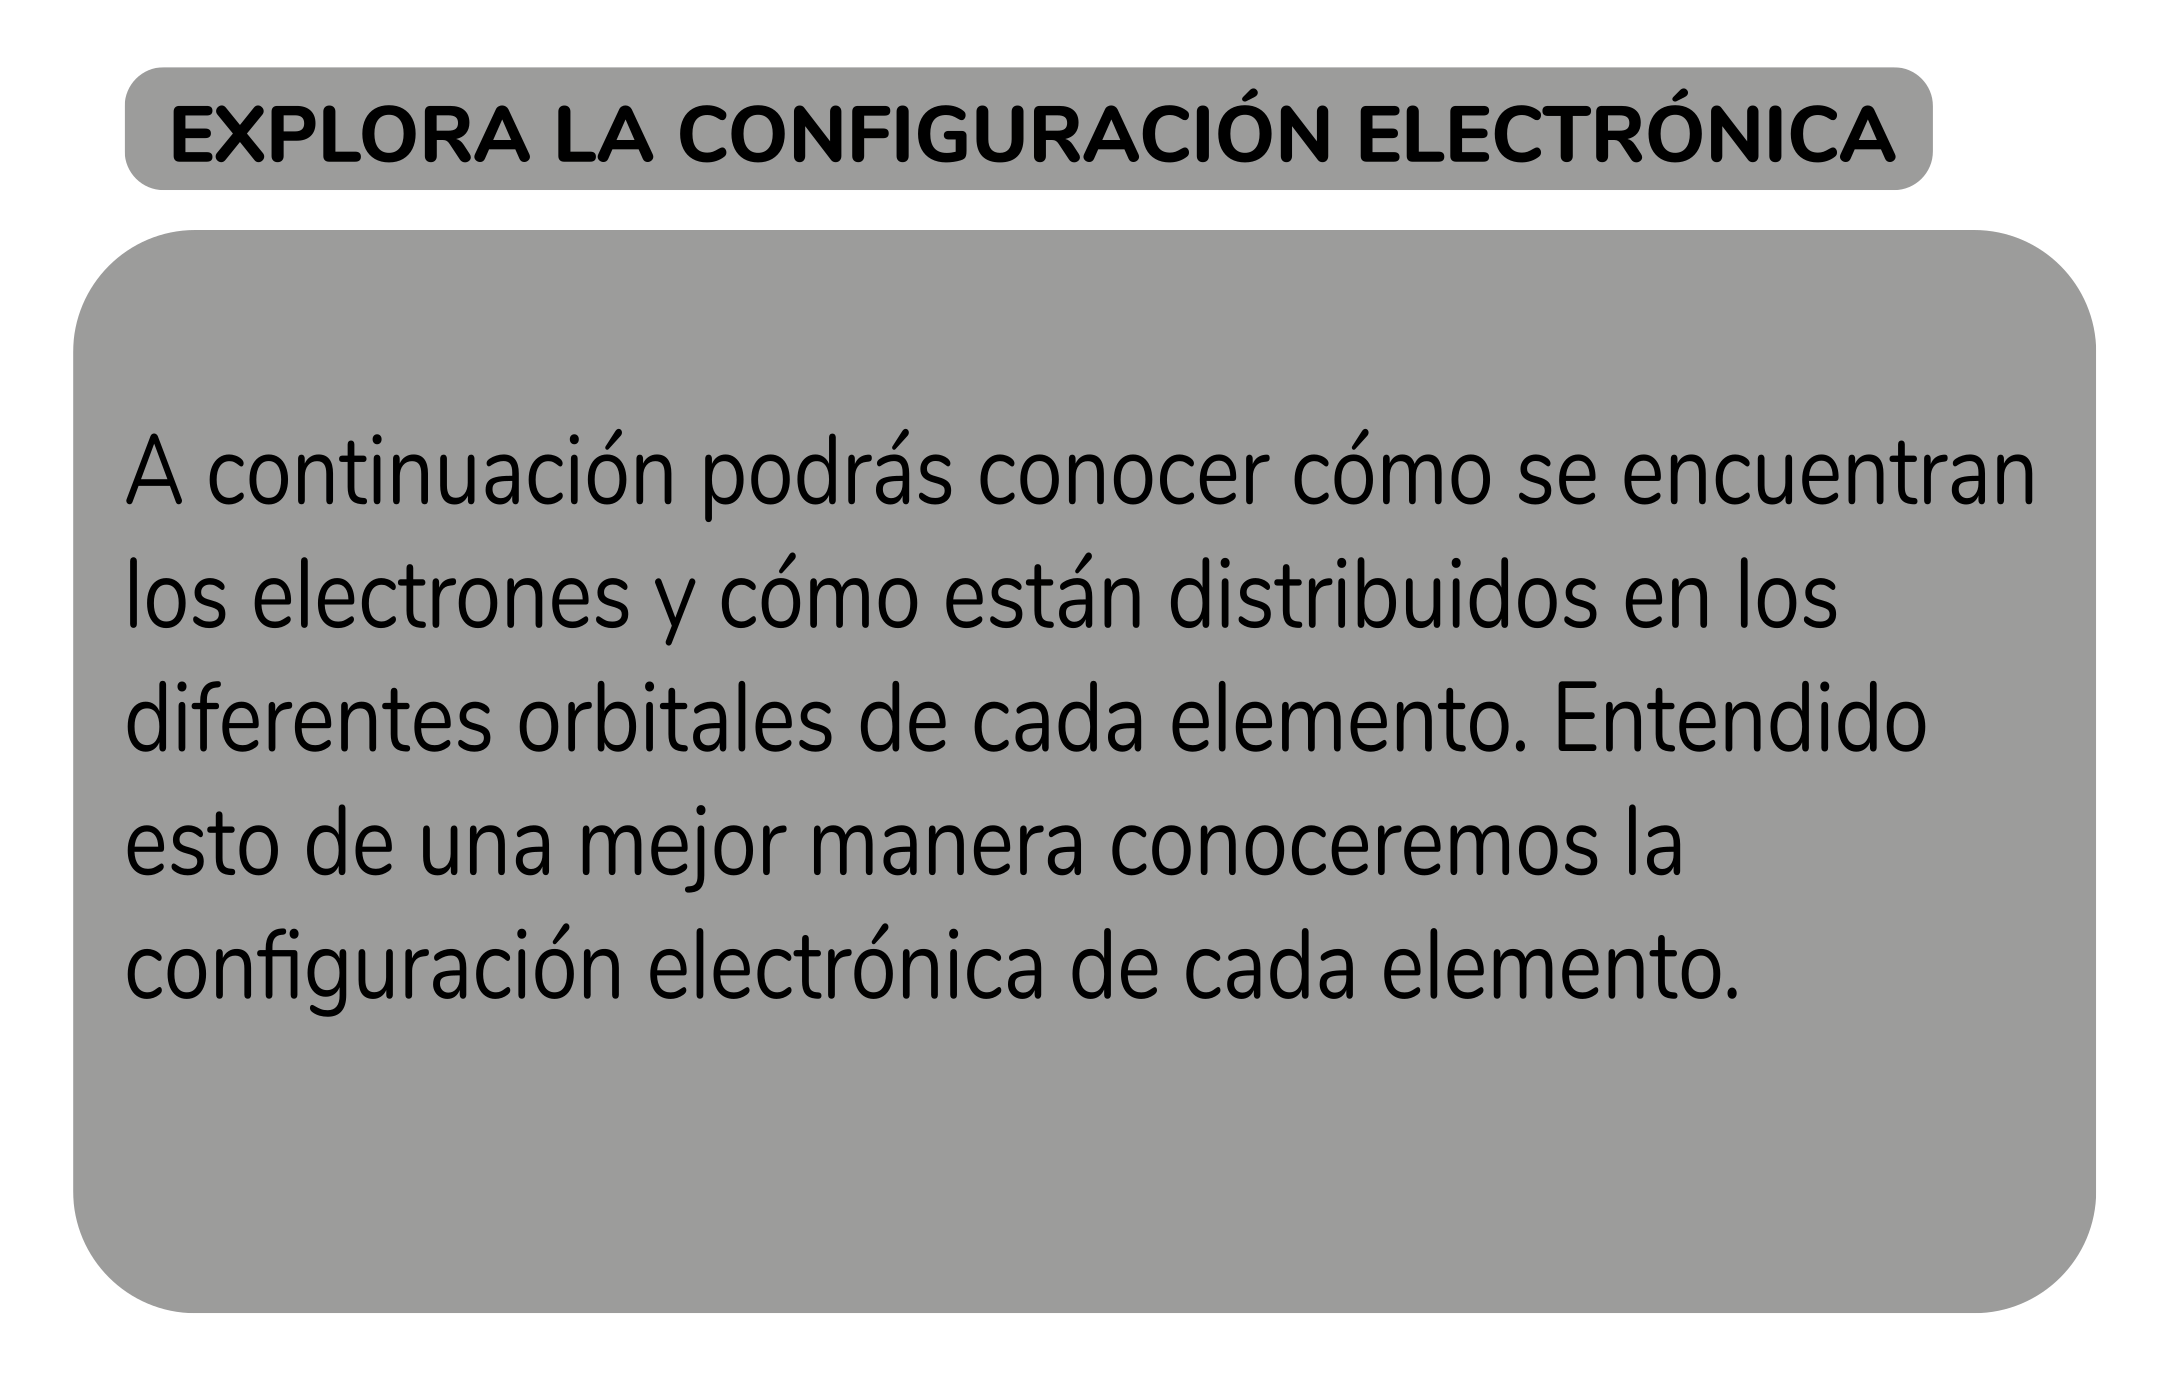 EXPLORA LA CONFIGURACIÓN ELECTRÓNICA
A continuación podrás conocer cómo se encuentran
los electrones y cómo están distribuidos en los
diferentes orbitales de cada elemento. Entendido
esto de una mejor manera conoceremos la
configuración electrónica de cada elemento.